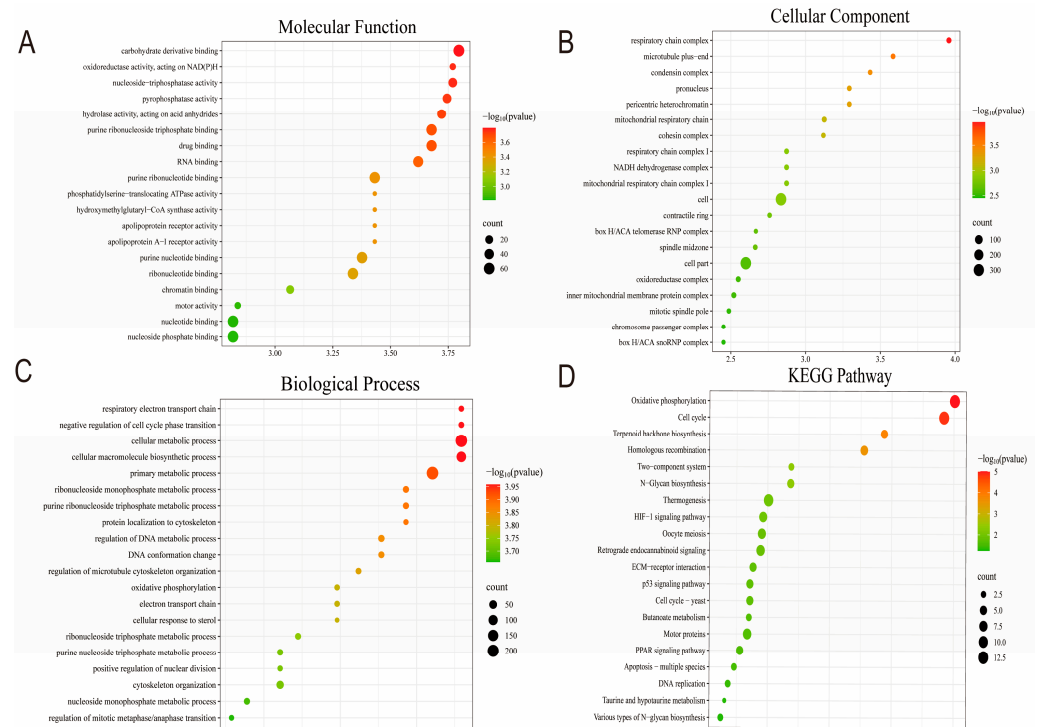 A
Molecular Function
carbohydrate derivative binding
oxidoreductase activity, acting on NAD(P)H
nucleoside-triphosphatase activity
pyrophosphatase activity
hydrolase activity, acting on acid anhydrides
purine ribonucleoside triphosphate binding
drug binding
RNA binding
purine ribonucleotide binding
phosphatidylserine-translocating ATPase activity
hydroxymethylglutaryl-CoA synthase activity
apolipoprotein receptor activity
apolipoprotein A-I receptor activity
purine nucleotide binding
ribonucleotide binding
chromatin binding
motor activity
nucleotide binding
nucleoside phosphate binding
3.00 3.25 3.50 3.75
−log10(pvalue)
3.6
3.4
3.2
3.0
count
20
40
60
B
Cellular Component
respiratory chain complex
microtubule plus-end
condensin complex
pronucleus
pericentric heterochromatin
mitochondrial respiratory chain
cohesin complex
respiratory chain complex I
NADH dehydrogenase complex
mitochondrial respiratory chain complex I
cell
contractile ring
box H/ACA telomerase RNP complex
spindle midzone
cell part
oxidoreductase complex
inner mitochondrial membrane protein complex
mitotic spindle pole
chromosome passenger complex
box H/ACA snoRNP complex
2.5 3.0 3.5 4.0
−log10(pvalue)
3.5
3.0
2.5
count
100
200
300
C
Biological Process
respiratory electron transport chain
negative regulation of cell cycle phase transition
cellular metabolic process
cellular macromolecule biosynthetic process
primary metabolic process
ribonucleoside monophosphate metabolic process
purine ribonucleoside triphosphate metabolic process
protein localization to cytoskeleton
regulation of DNA metabolic process
DNA conformation change
regulation of microtubule cytoskeleton organization
oxidative phosphorylation
electron transport chain
cellular response to sterol
ribonucleoside triphosphate metabolic process
purine nucleoside triphosphate metabolic process
positive regulation of nuclear division
cytoskeleton organization
nucleoside monophosphate metabolic process
regulation of mitotic metaphase/anaphase transition
−log10(pvalue)
3.95
3.90
3.85
3.80
3.75
3.70
count
50
100
150
200
D
KEGG Pathway
Oxidative phosphorylation
Cell cycle
Terpenoid backbone biosynthesis
Homologous recombination
Two-component system
N-Glycan biosynthesis
Thermogenesis
HIF-1 signaling pathway
Oocyte meiosis
Retrograde endocannabinoid signaling
ECM-receptor interaction
p53 signaling pathway
Cell cycle - yeast
Butanoate metabolism
Motor proteins
PPAR signaling pathway
Apoptosis - multiple species
DNA replication
Taurine and hypotaurine metabolism
Various types of N-glycan biosynthesis
−log10(pvalue)
5
4
3
2
count
2.5
5.0
7.5
10.0
12.5